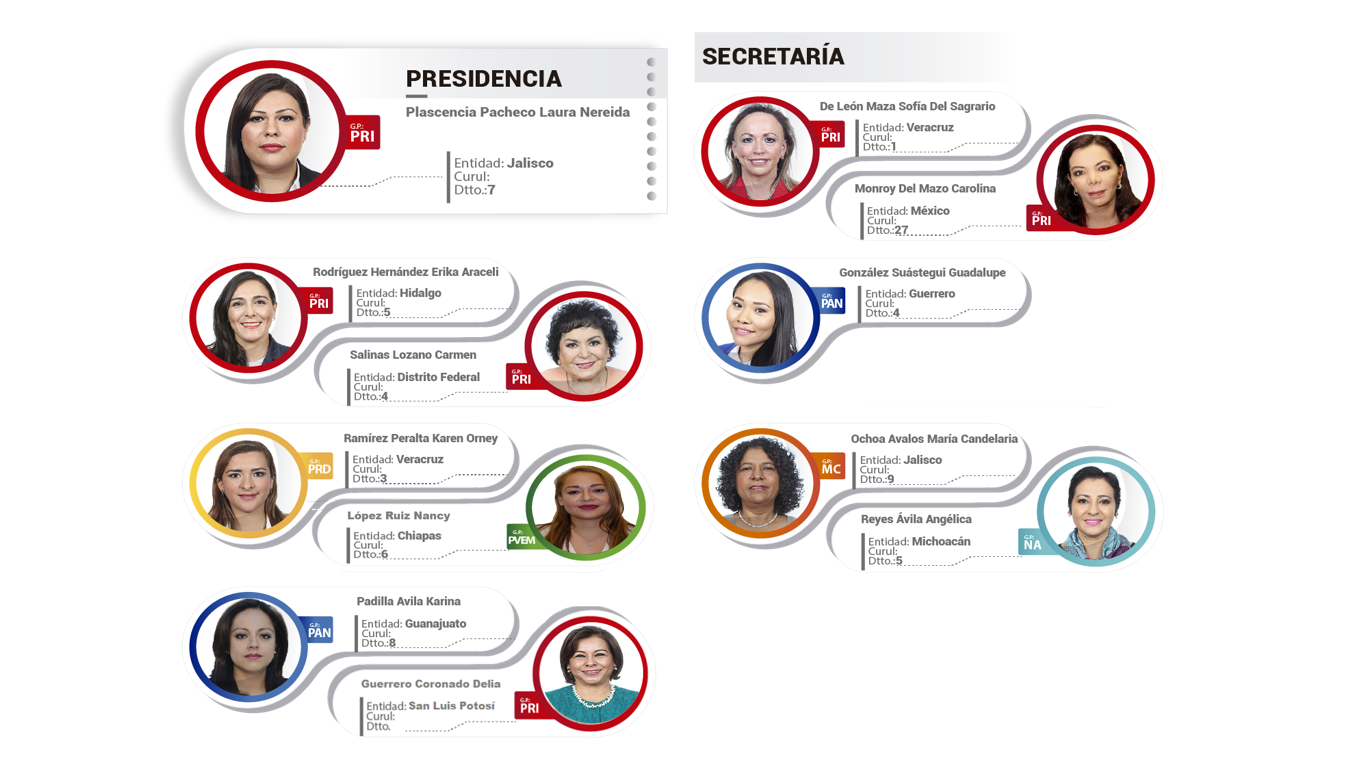 PRESIDENCIA
Plascencia Pacheco Laura Nereida
G.P.:
PRI
Entidad: Jalisco
Curul:
Dtto.:7
SECRETARÍA
De León Maza Sofía Del Sagrario
G.P.:
PRI
Entidad: Veracruz
Curul:
Dtto.:1
Monroy Del Mazo Carolina
Entidad: México
Curul:
Dtto.:27
G.P.:
PRI
Rodríguez Hernández Erika Araceli
G.P.:
PRI
Entidad: Hidalgo
Curul:
Dtto.:5
Salinas Lozano Carmen
Entidad: Distrito Federal
Curul:
Dtto.:4
G.P.:
PRI
González Suástegui Guadalupe
G.P.:
PAN
Entidad: Guerrero
Curul:
Dtto.:4
Ramírez Peralta Karen Orney
G.P.:
PRD
Entidad: Veracruz
Curul:
Dtto.:3
López Ruiz Nancy
Entidad: Chiapas
Curul:
Dtto.:6
G.P.:
PVEM
Ochoa Avalos María Candelaria
G.P.:
MC
Entidad: Jalisco
Curul:
Dtto.:9
Reyes Ávila Angélica
Entidad: Michoacán
Curul:
Dtto.:5
G.P.:
NA
Padilla Avila Karina
G.P.:
PAN
Entidad: Guanajuato
Curul:
Dtto.:8
Guerrero Coronado Delia
Entidad: San Luis Potosí
Curul:
Dtto.
G.P.:
PRI